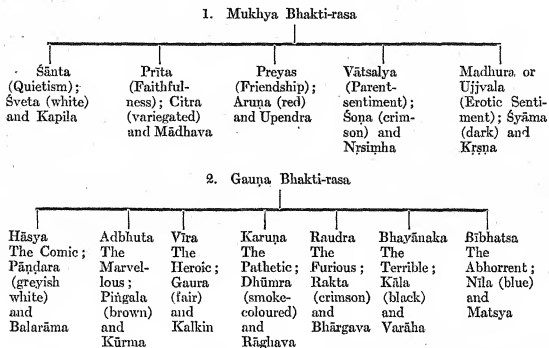 1. Mukhya Bhakti-rasa
Śānta
(Quietism);
Śveta (white)
and Kapila
Prīta
(Faithful-
ness); Citra
(variegated)
and Mādhava
Preyas
(Friendship);
Aruṇa (red)
and Upendra
Vātsalya
(Parent-
sentiment);
Śoṇa (crim-
son) and
Nṛsiṃha
Madhura or
Ujjvala
(Erotic Senti-
ment); Śyāma
(dark) and
Kṛṣṇa
2. Gauṇa Bhakti-rasa
Hāsya
The Comic;
Pāṇḍara
(greyish
white)
and
Balarāma
Adbhuta
The
Marvel-
lous;
Piṅgala
(brown)
and
Kūrma
Vīra
The
Heroic;
Gaura
(fair)
and
Kalkin
Karuṇa
The
Pathetic;
Dhūmra
(smoke-
coloured)
and
Rāghava
Raudra
The
Furious;
Rakta
(crimson)
and
Bhārgava
Bhayānaka
The
Terrible;
Kāla
(black)
and
Varāha
Bībhatsa
The
Abhorrent;
Nīla (blue)
and
Matsya